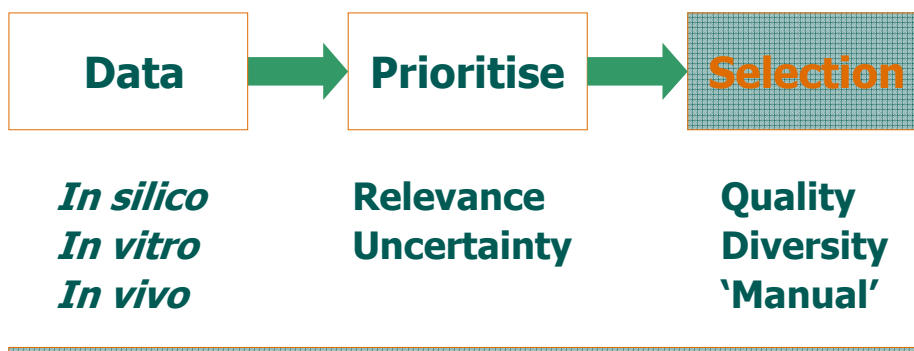 Data
Prioritise
Selection
In silico
In vitro
In vivo
Relevance
Uncertainty
Quality
Diversity
‘Manual’